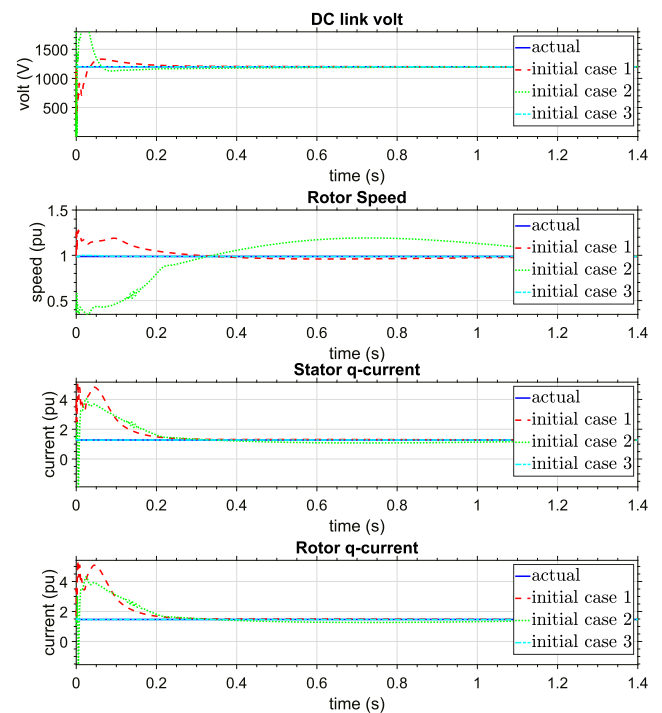 DC link volt
1500
1000
500
volt (V)
actual
initial case 1
initial case 2
initial case 3
0 0.2 0.4 0.6 0.8 1 1.2 1.4
time (s)
Rotor Speed
1.5
1
0.5
speed (pu)
actual
initial case 1
initial case 2
initial case 3
0 0.2 0.4 0.6 0.8 1 1.2 1.4
time (s)
Stator q-current
4
2
0
current (pu)
actual
initial case 1
initial case 2
initial case 3
0 0.2 0.4 0.6 0.8 1 1.2 1.4
time (s)
Rotor q-current
4
2
0
current (pu)
actual
initial case 1
initial case 2
initial case 3
0 0.2 0.4 0.6 0.8 1 1.2 1.4
time (s)